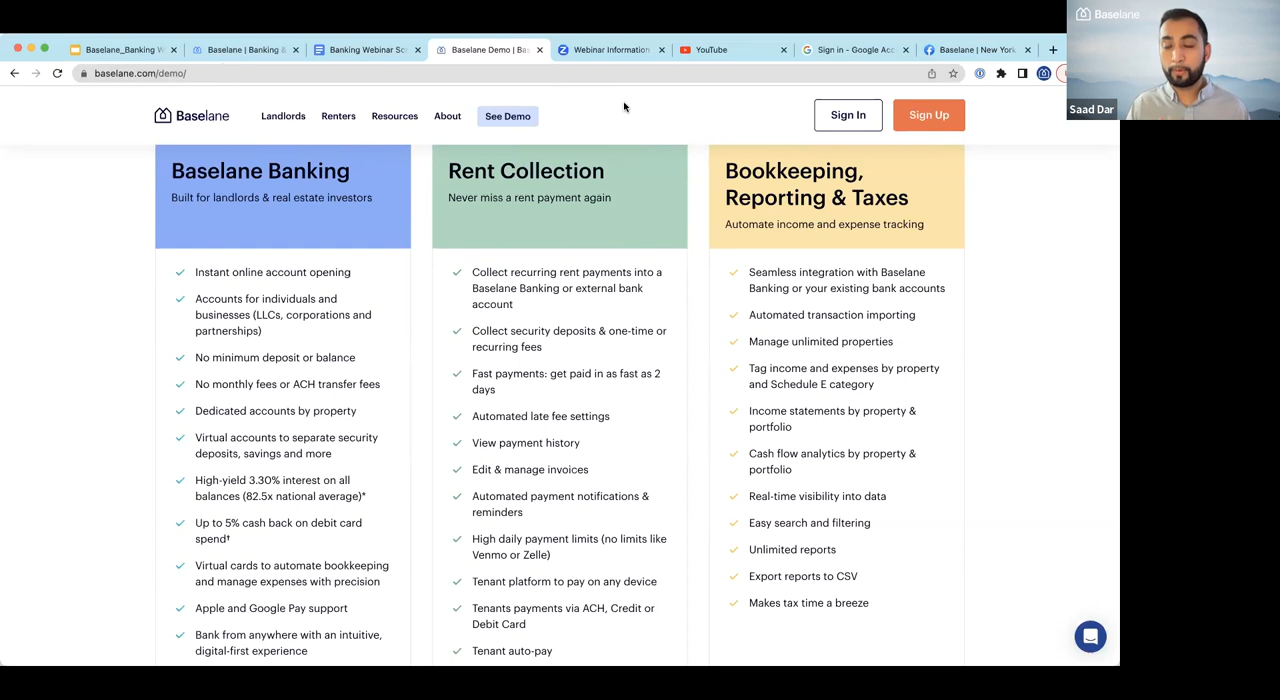 Baselane_Banking W
Baselane | Banking &
Banking Webinar Sc
Baselane Demo | Bas
Webinar Information
YouTube
Sign in - Google Acc
Baselane | New York
baselane.com/demo/
Baselane
Saad Dar
Baselane
Landlords
Renters
Resources
About
See Demo
Sign In
Sign Up
Baselane Banking
Built for landlords & real estate investors
Instant online account opening
Accounts for individuals and
businesses (LLCs, corporations and
partnerships)
No minimum deposit or balance
No monthly fees or ACH transfer fees
Dedicated accounts by property
Virtual accounts to separate security
deposits, savings and more
High-yield 3.30% interest on all
balances (82.5x national average)*
Up to 5% cash back on debit card
spend†
Virtual cards to automate bookkeeping
and manage expenses with precision
Apple and Google Pay support
Bank from anywhere with an intuitive,
digital-first experience
Rent Collection
Never miss a rent payment again
Collect recurring rent payments into a
Baselane Banking or external bank
account
Collect security deposits & one-time or
recurring fees
Fast payments: get paid in as fast as 2
days
Automated late fee settings
View payment history
Edit & manage invoices
Automated payment notifications &
reminders
High daily payment limits (no limits like
Venmo or Zelle)
Tenant platform to pay on any device
Tenants payments via ACH, Credit or
Debit Card
Tenant auto-pay
Bookkeeping,
Reporting & Taxes
Automate income and expense tracking
Seamless integration with Baselane
Banking or your existing bank accounts
Automated transaction importing
Manage unlimited properties
Tag income and expenses by property
and Schedule E category
Income statements by property &
portfolio
Cash flow analytics by property &
portfolio
Real-time visibility into data
Easy search and filtering
Unlimited reports
Export reports to CSV
Makes tax time a breeze